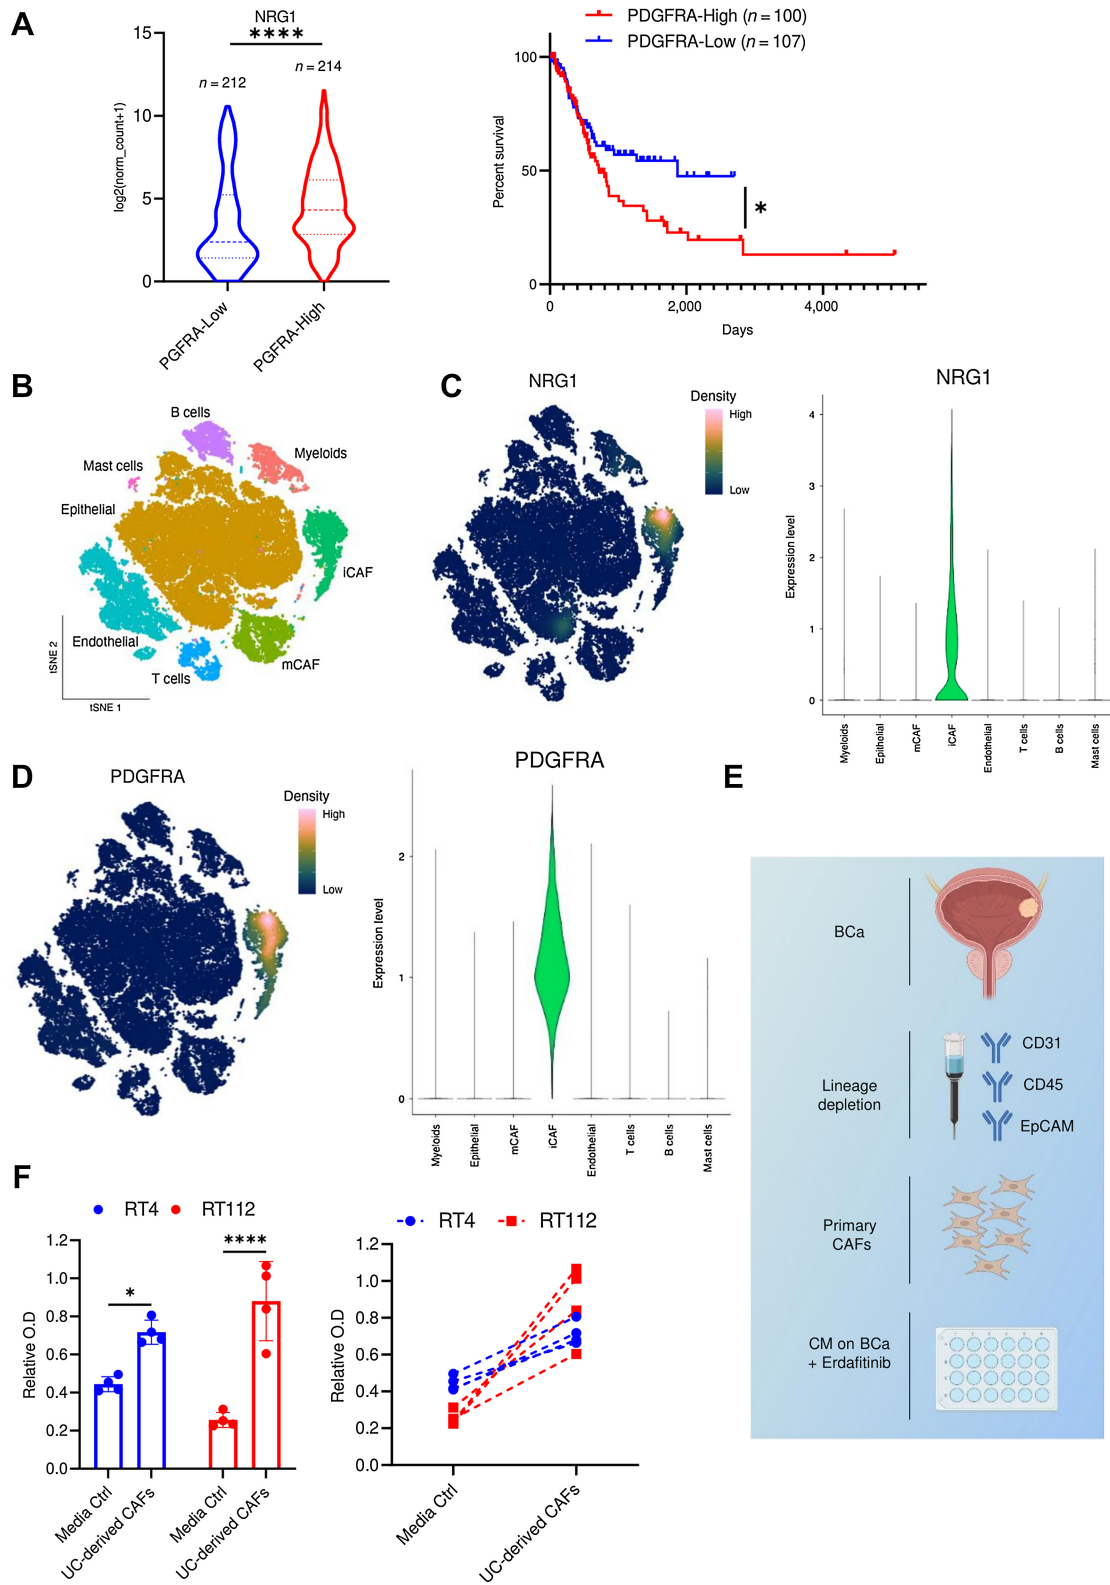 A
NRG1
****
n = 212
n = 214
15
10
5
0
log2(norm_count+1)
PGFRA-Low
PGFRA-High
PDGFRA-High (n = 100)
PDGFRA-Low (n = 107)
100
50
0
Percent survival
*
0
2,000
4,000
Days
B
B cells
Myeloids
Mast cells
Epithelial
iCAF
Endothelial
mCAF
T cells
tSNE 2
tSNE 1
C
NRG1
Density
High
Low
NRG1
4
2
1
0
Expression level
Myeloids
Epithelial
mCAF
iCAF
Endothelial
T cells
B cells
Mast cells
D
PDGFRA
Density
High
Low
PDGFRA
2
1
0
Expression level
Myeloids
Epithelial
mCAF
iCAF
Endothelial
T cells
B cells
Mast cells
E
BCa
Lineage
depletion
CD31
CD45
EpCAM
Primary
CAFs
CM on BCa
+ Erdafitinib
F
RT4
RT112
1.2
1.0
0.8
0.6
0.4
0.2
0.0
Relative O.D
*
****
Media Ctrl
UC-derived CAFs
Media Ctrl
UC-derived CAFs
RT4
RT112
1.2
1.0
0.8
0.6
0.4
0.2
0.0
Relative O.D
Media Ctrl
UC-derived CAFs